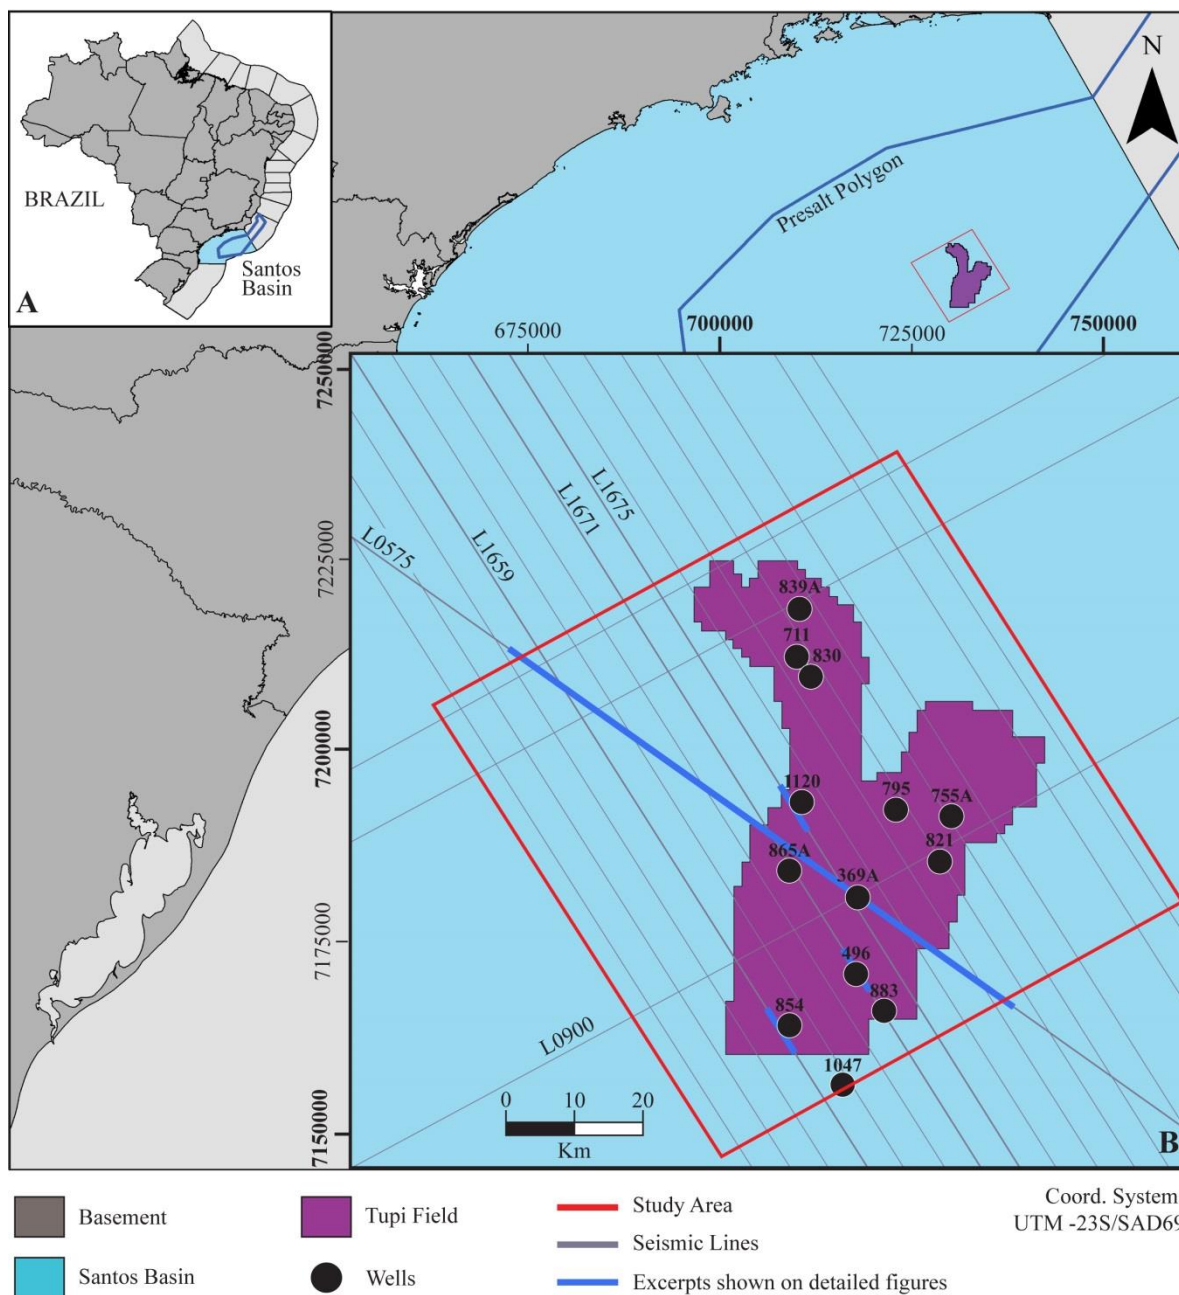 BRAZIL
Santos
Basin
A
N
Presalt Polygon
675000
700000
725000
750000
7250000
7225000
7200000
7175000
7150000
L0575
L1659
L1671
L1675
L0900
839A
711
830
1120
795
755A
821
865A
369A
496
883
854
1047
0
10
20
Km
B
Basement
Santos Basin
Tupi Field
Wells
Study Area
Seismic Lines
Excerpts shown on detailed figures
Coord. System
UTM -23S/SAD69